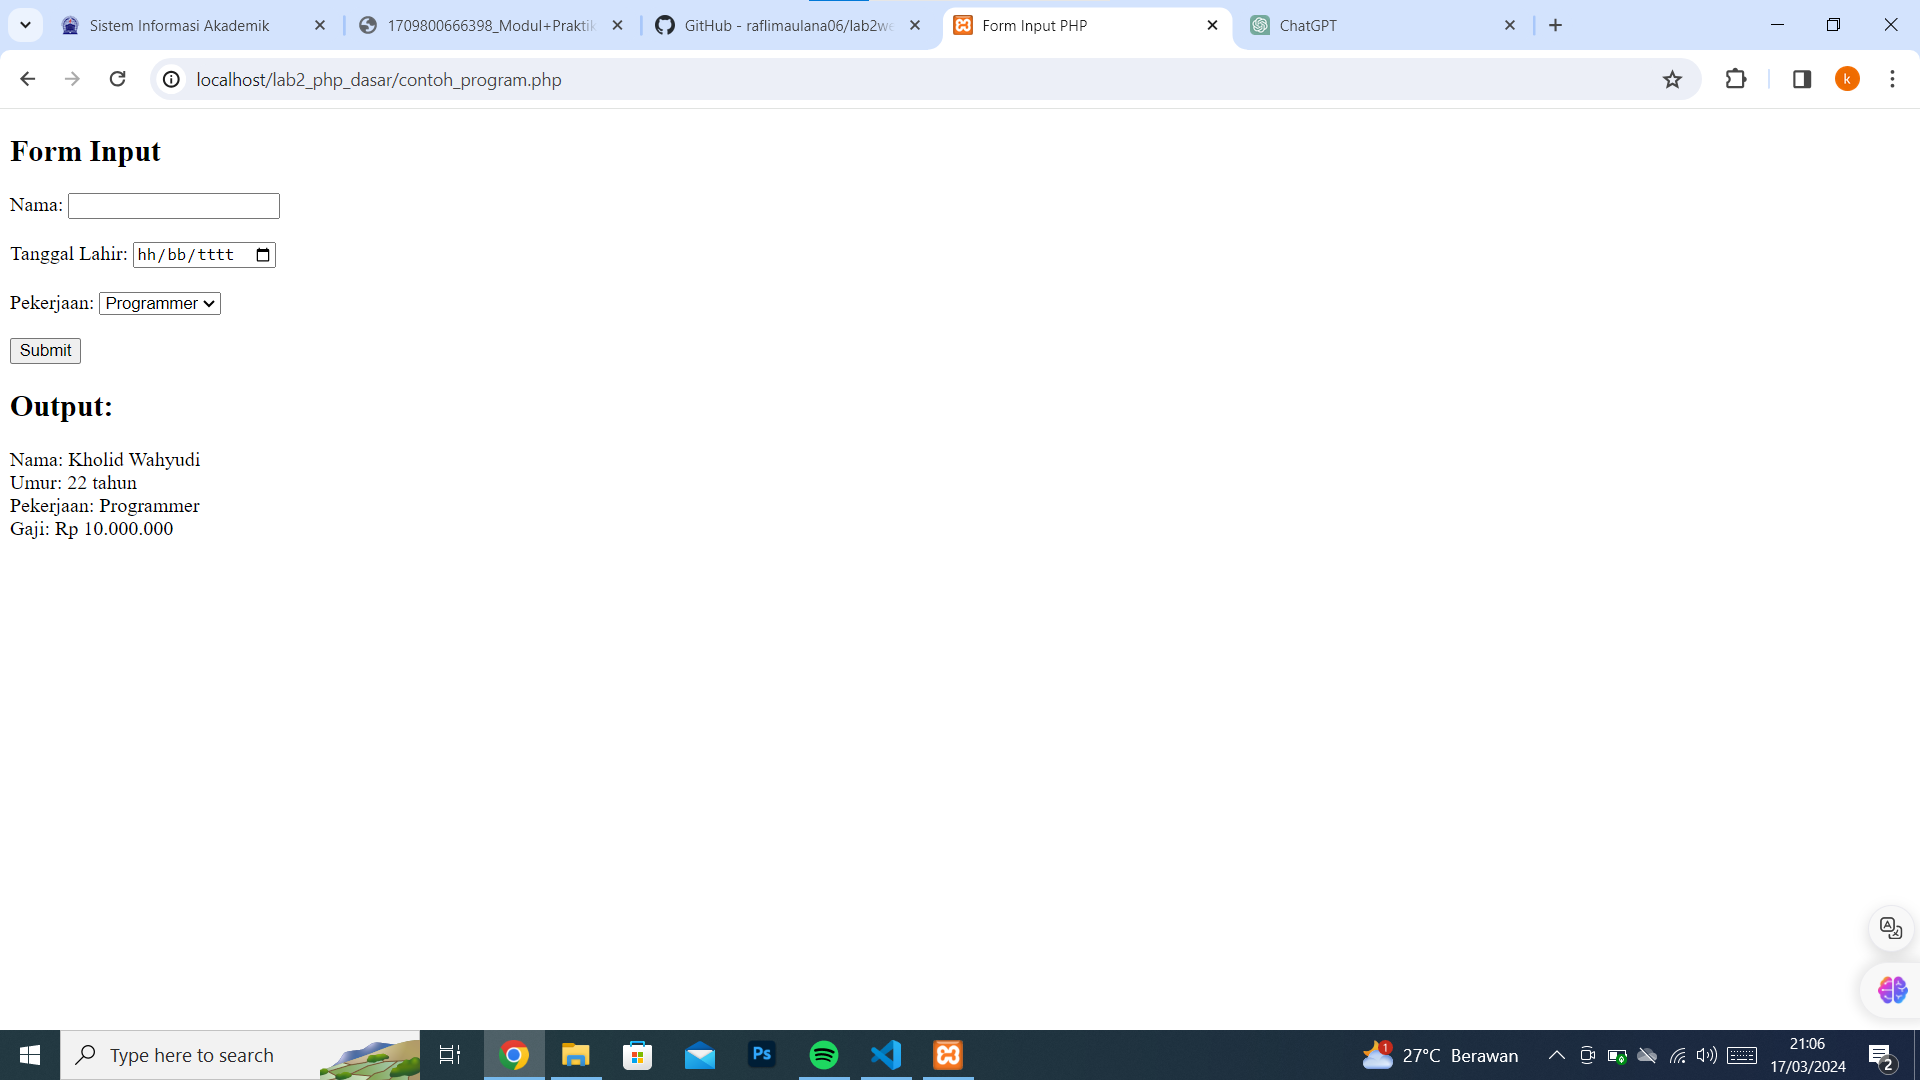 Sistem Informasi Akademik
1709800666398_Modul+Praktik
GitHub - raflimaulana06/lab2we
Form Input PHP
ChatGPT
localhost/lab2_php_dasar/contoh_program.php
k
Form Input
Nama:
Tanggal Lahir: hh/bb/tttt
Pekerjaan: Programmer
Submit
Output:
Nama: Kholid Wahyudi
Umur: 22 tahun
Pekerjaan: Programmer
Gaji: Rp 10.000.000
Type here to search
Ps
1
27°C Berawan
21:06
17/03/2024
2